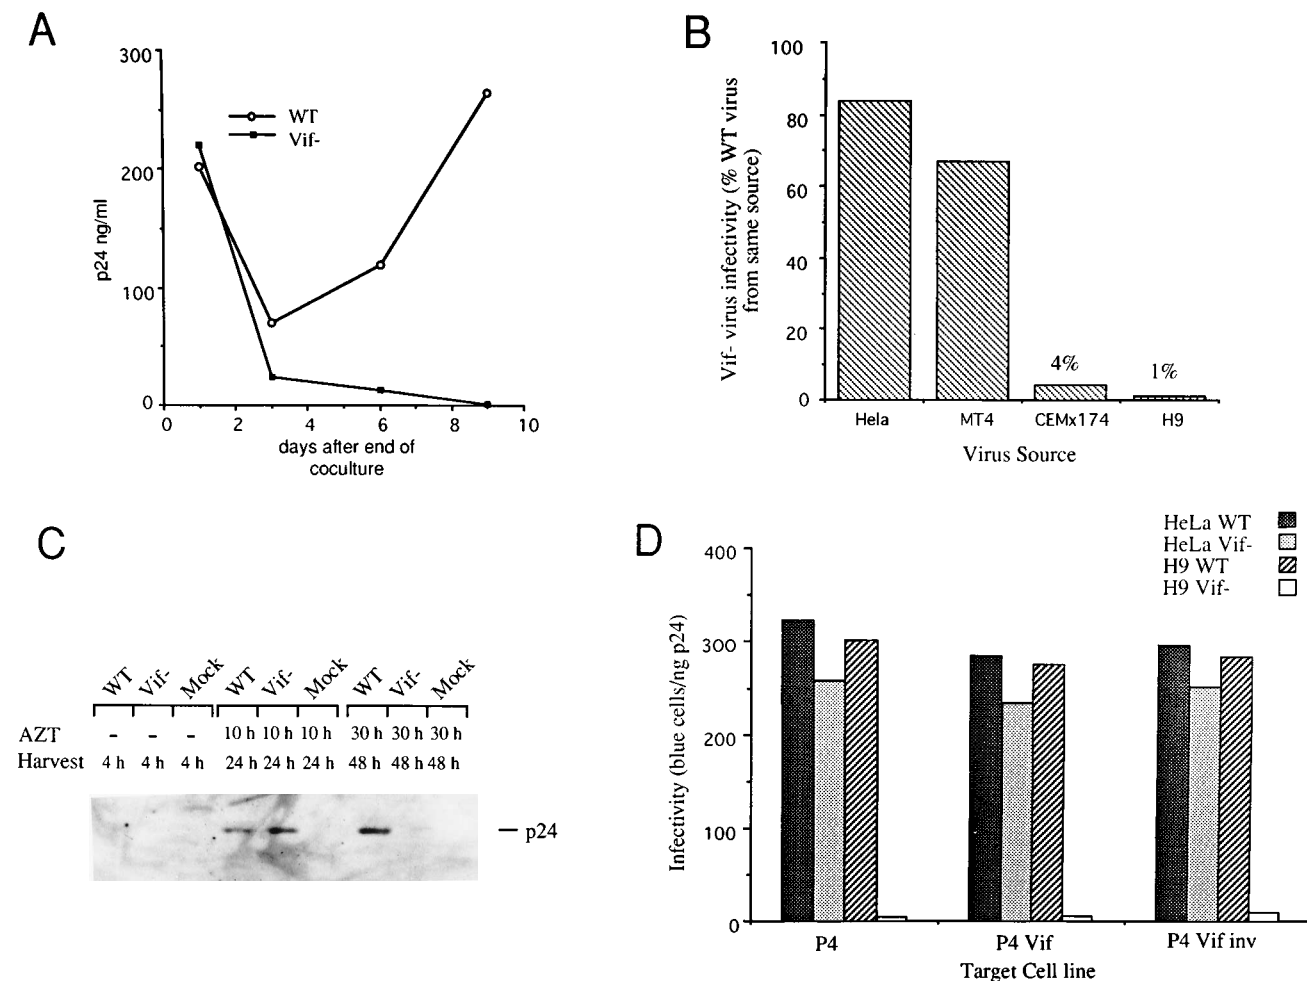 A
300
200
100
0
p24 ng/ml
WT
Vif-
0 2 4 6 8 10
days after end of
coculture
B
100
80
60
40
20
0
Vif- virus infectivity (% WT virus
from same source)
4%
1%
Hela MT4 CEMx174 H9
Virus Source
C
WT Vif- Mock WT Vif- Mock WT Vif- Mock
AZT - - - 10 h 10 h 10 h 30 h 30 h 30 h
Harvest 4 h 4 h 4 h 24 h 24 h 24 h 48 h 48 h 48 h
p24
D
HeLa WT
HeLa Vif-
H9 WT
H9 Vif-
400
300
200
100
0
Infectivity (blue cells/ng p24)
P4 P4 Vif P4 Vif inv
Target Cell line